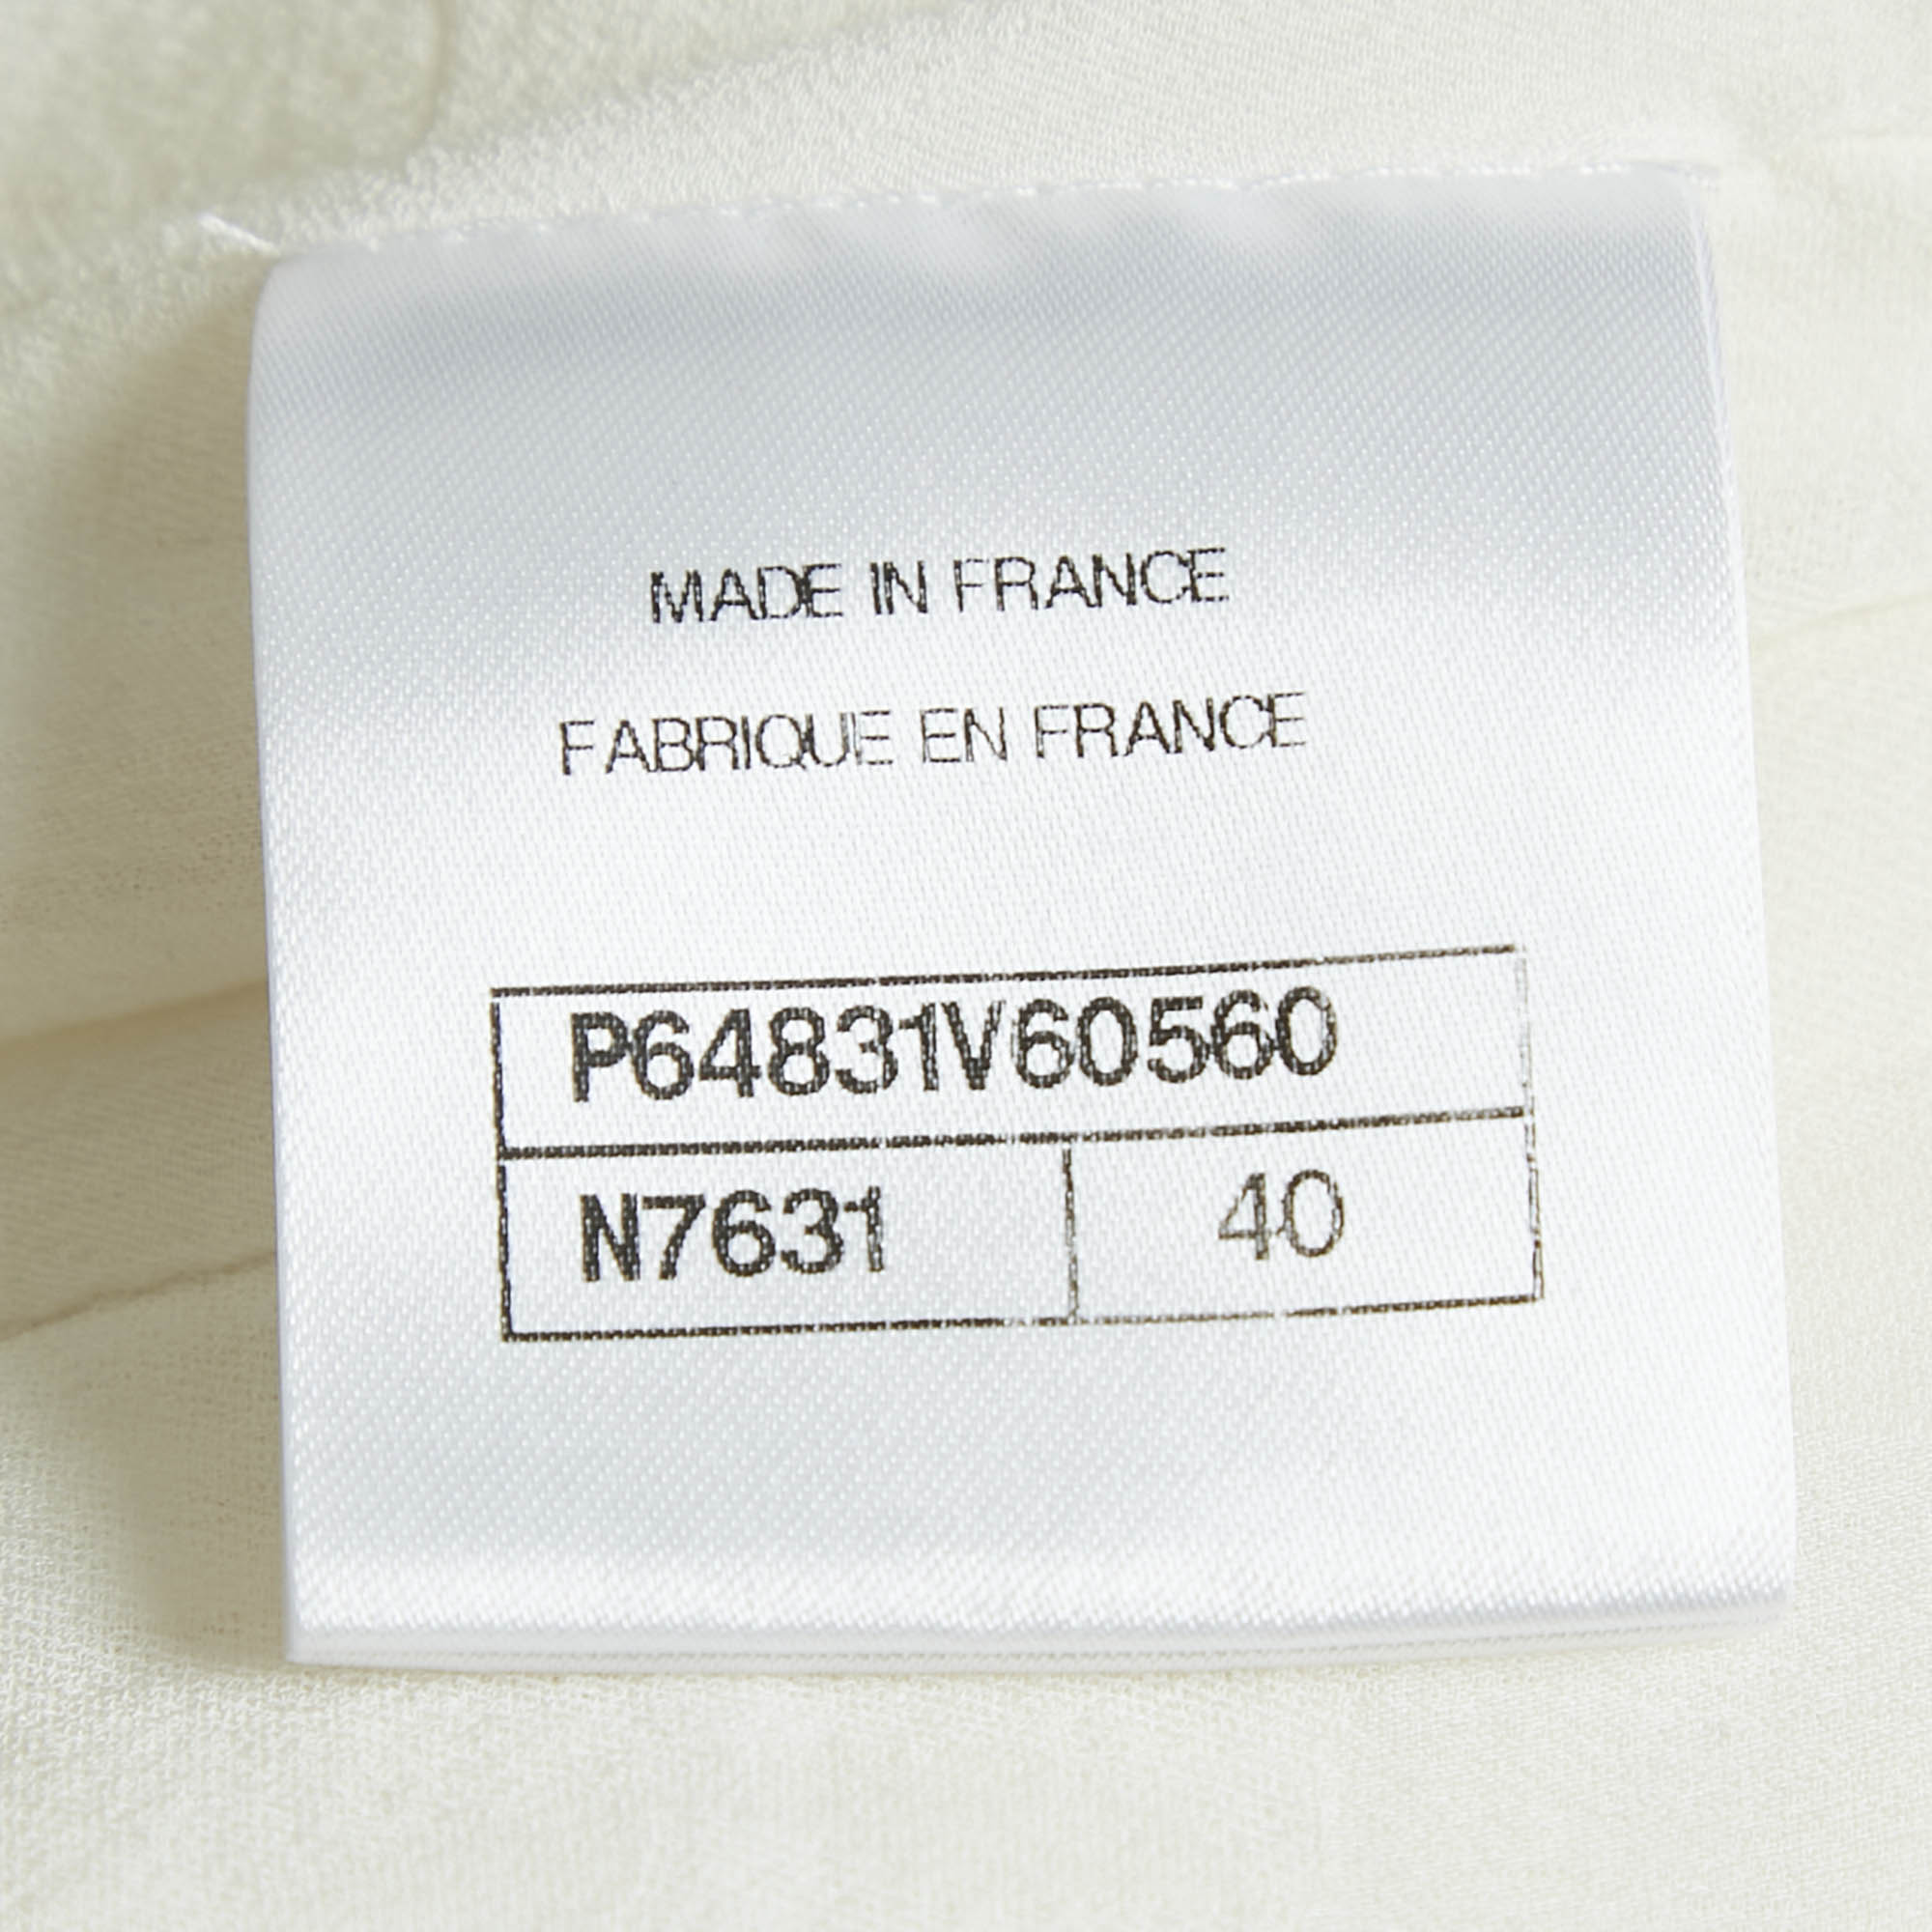 MADE IN FRANCE
FABRIQUE EN FRANCE
P64831V60560
N7631 40